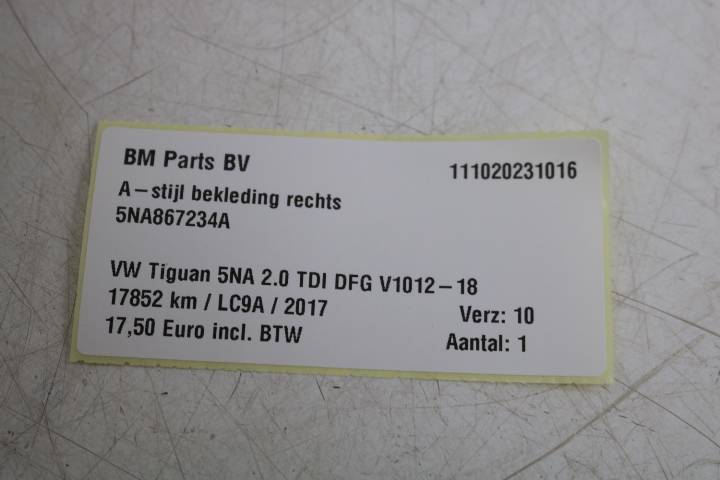 BM Parts BV 111020231016
A-stijl bekleding rechts
5NA867234A
VW Tiguan 5NA 2.0 TDI DFG V1012-18
17852 km / LC9A / 2017 Verz: 10
17,50 Euro incl. BTW Aantal: 1